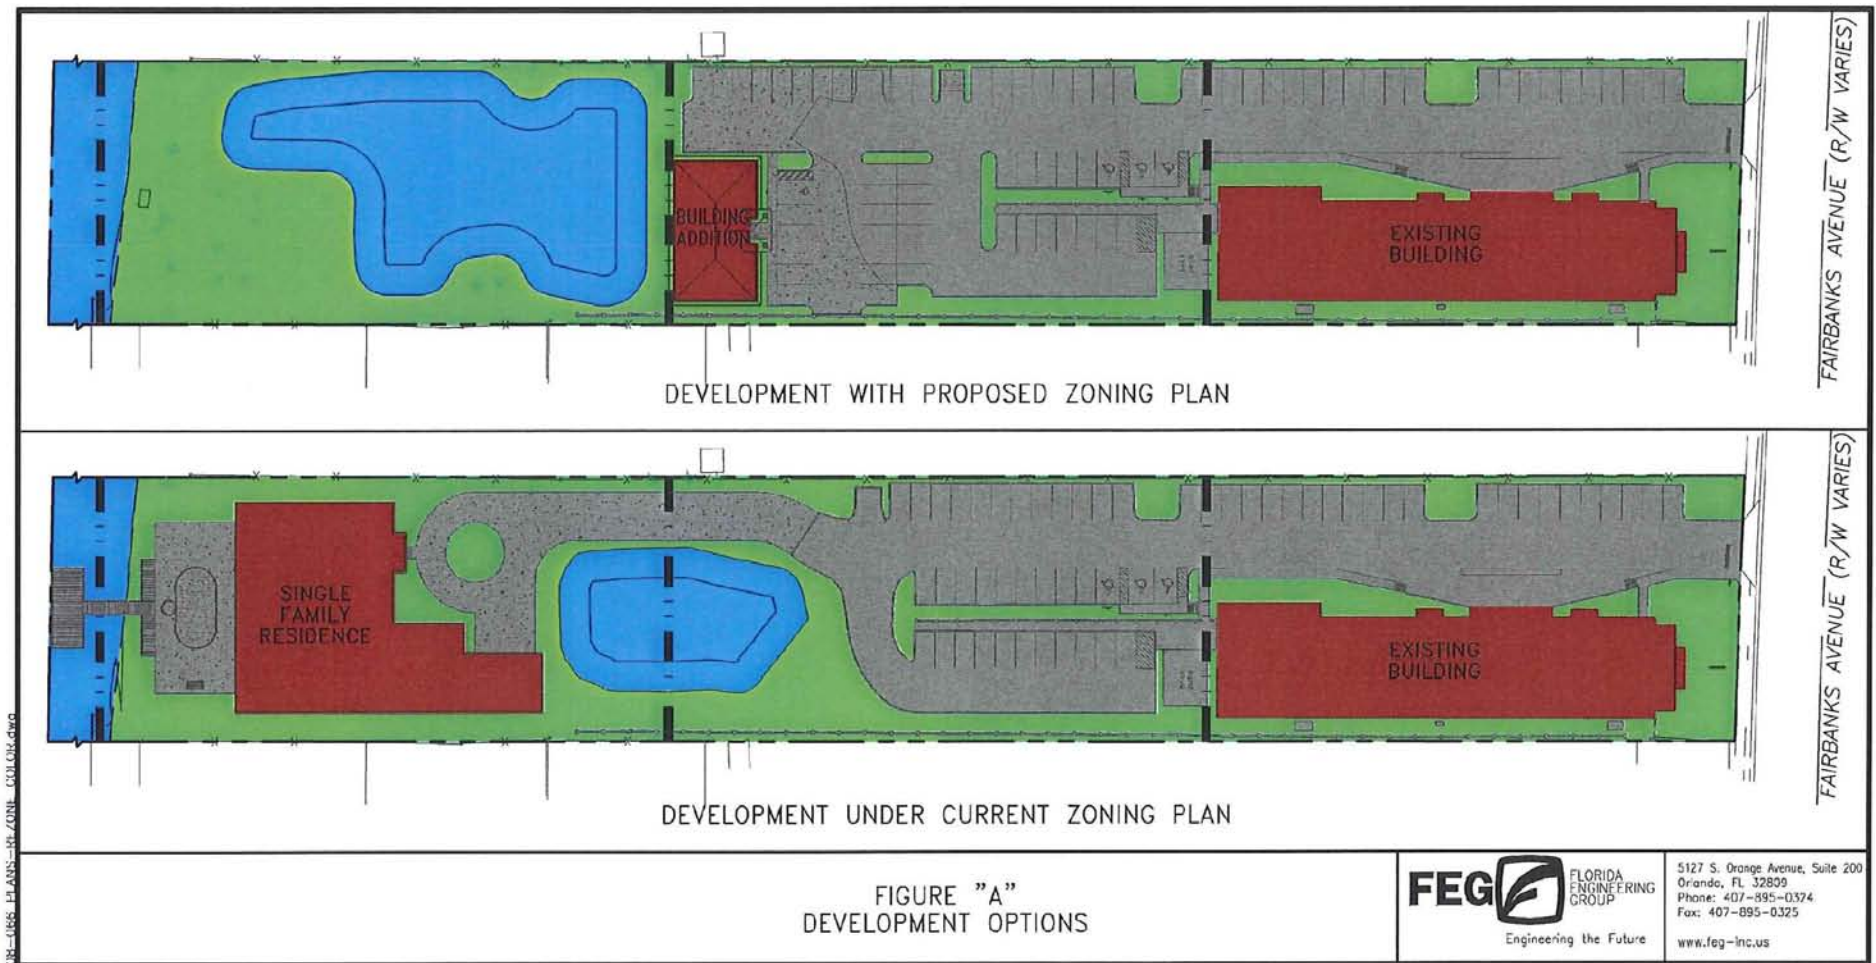 BUILDING
ADDITION
EXISTING
BUILDING
FAIRBANKS AVENUE (R/W VARIES)
DEVELOPMENT WITH PROPOSED ZONING PLAN
SINGLE
FAMILY
RESIDENCE
EXISTING
BUILDING
FAIRBANKS AVENUE (R/W VARIES)
DEVELOPMENT UNDER CURRENT ZONING PLAN
FIGURE "A"
DEVELOPMENT OPTIONS
FEG
FLORIDA
ENGINEERING
GROUP
Engineering the Future
5127 S. Orange Avenue, Suite 200
Orlando, FL 32809
Phone: 407-895-0374
Fax: 407-895-0325
www.feg-inc.us